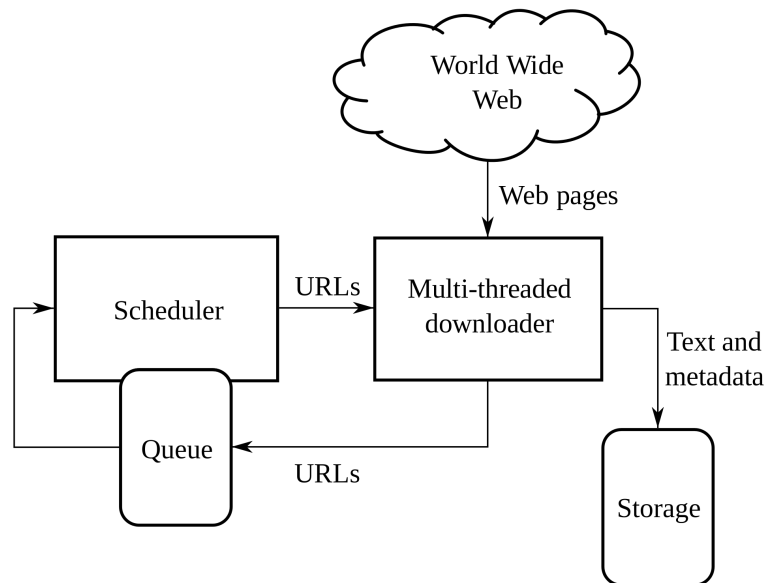 World Wide
Web
Web pages
Scheduler
URLs
Multi-threaded
downloader
Text and
metadata
Queue
URLs
Storage